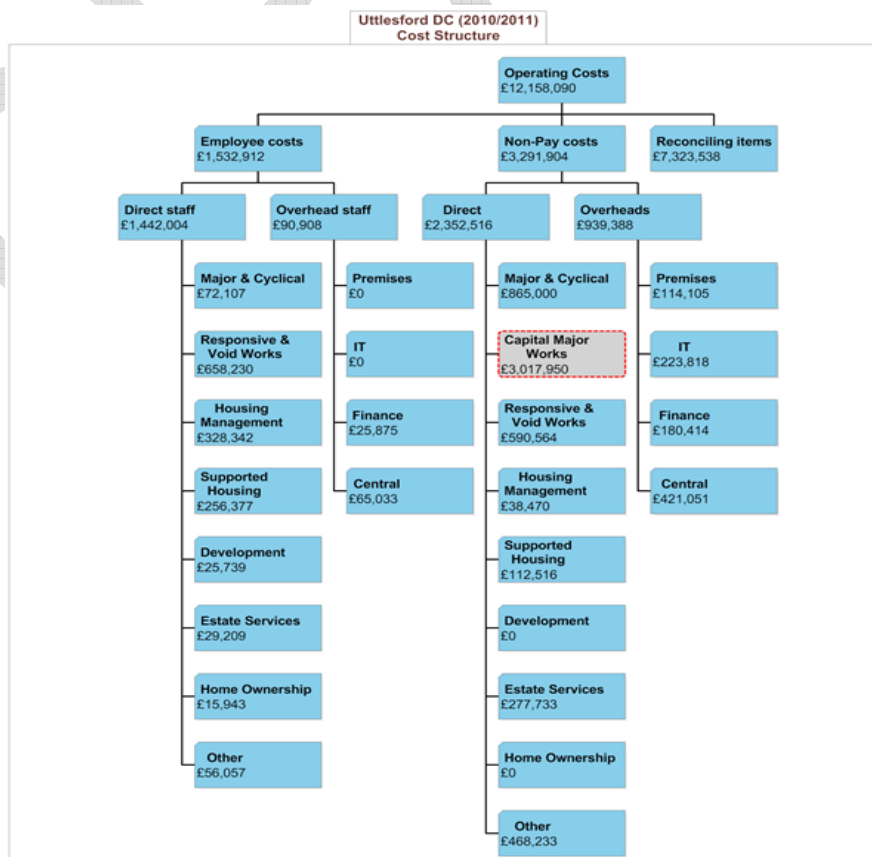 Uttlesford DC (2010/2011)
Cost Structure
Operating Costs
£12,158,090
Employee costs
£1,532,912
Non-Pay costs
£3,291,904
Reconciling items
£7,323,538
Direct staff
£1,442,004
Overhead staff
£90,908
Direct
£2,352,516
Overheads
£939,388
Major & Cyclical
£72,107
Responsive &
Void Works
£658,230
Housing
Management
£328,342
Supported
Housing
£256,377
Development
£25,739
Estate Services
£29,209
Home Ownership
£15,943
Other
£56,057
Premises
£0
IT
£0
Finance
£25,875
Central
£65,033
Major & Cyclical
£865,000
Capital Major
Works
£3,017,950
Responsive &
Void Works
£590,564
Housing
Management
£38,470
Supported
Housing
£112,516
Development
£0
Estate Services
£277,733
Home Ownership
£0
Other
£468,233
Premises
£114,105
IT
£223,818
Finance
£180,414
Central
£421,051